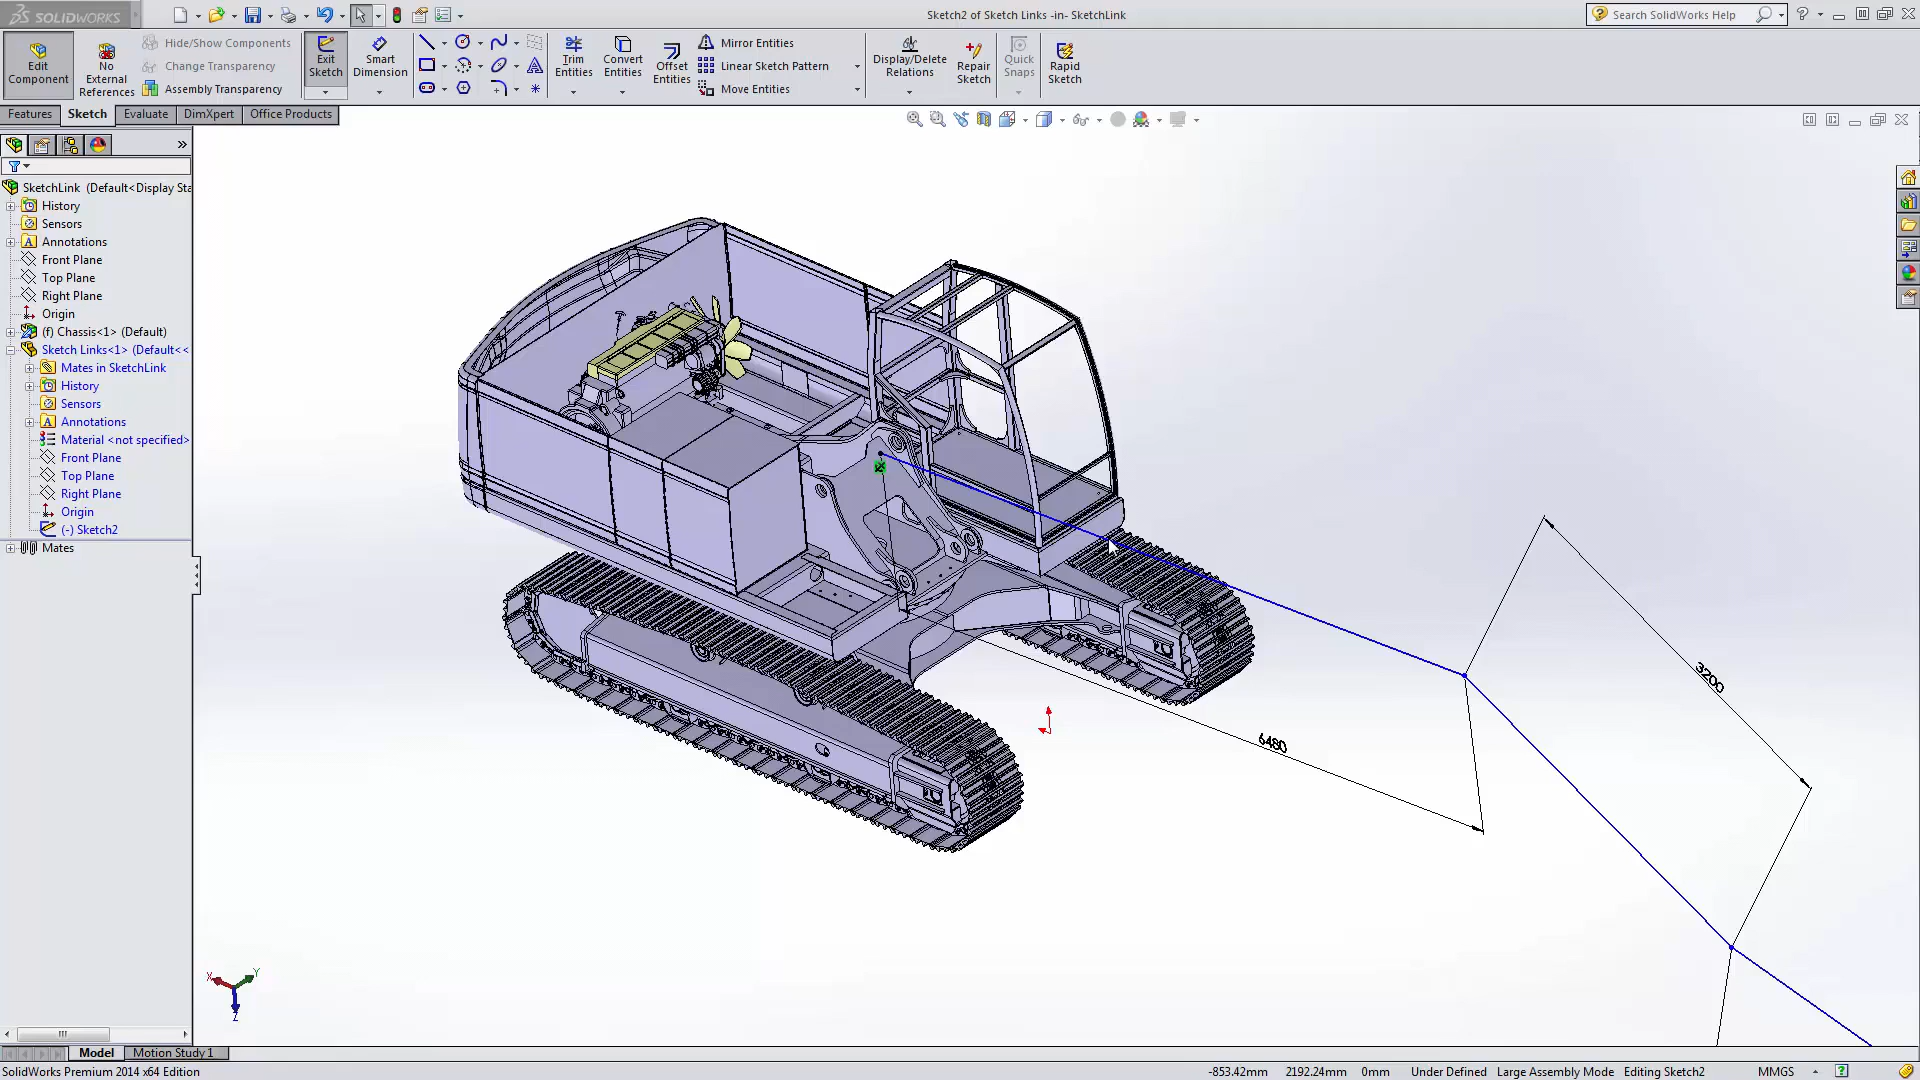 SOLIDWORKS
Sketch2 of Sketch Links -in- SketchLink
Search SolidWorks Help
Edit Component
No External References
Hide/Show Components
Change Transparency
Assembly Transparency
Exit Sketch
Smart Dimension
Trim Entities
Convert Entities
Offset Entities
Mirror Entities
Linear Sketch Pattern
Move Entities
Display/Delete Relations
Repair Sketch
Quick Snaps
Rapid Sketch
Features
Sketch
Evaluate
DimXpert
Office Products
SketchLink (Default<Display Sta
History
Sensors
Annotations
Front Plane
Top Plane
Right Plane
Origin
(f) Chassis<1> (Default)
Sketch Links<1> (Default<<
Mates in SketchLink
History
Sensors
Annotations
Material <not specified>
Front Plane
Top Plane
Right Plane
Origin
(-) Sketch2
Mates
3200
6480
X
Y
Z
Model
Motion Study 1
SolidWorks Premium 2014 x64 Edition
-853.42mm
2192.24mm
0mm
Under Defined
Large Assembly Mode
Editing Sketch2
MMGS